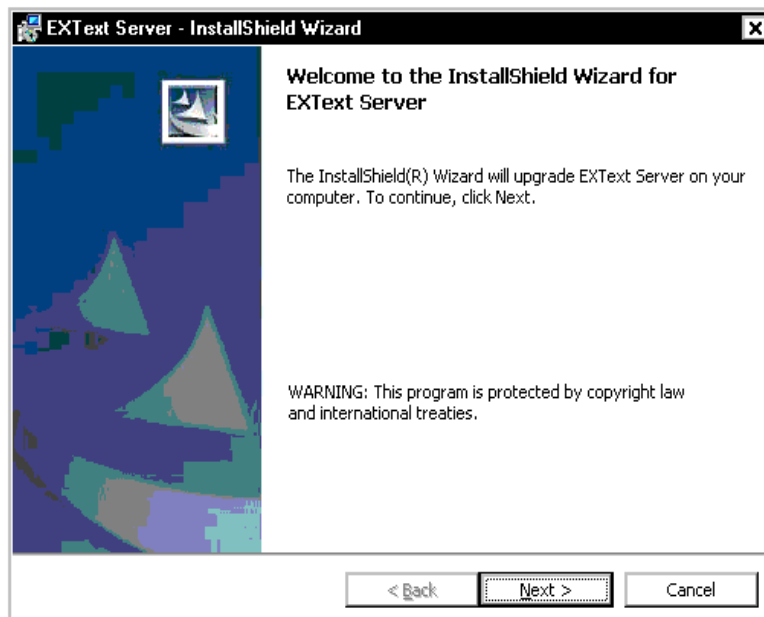 EXText Server - InstallShield Wizard
Welcome to the InstallShield Wizard for
EXText Server
The InstallShield(R) Wizard will upgrade EXText Server on your
computer. To continue, click Next.
WARNING: This program is protected by copyright law
and international treaties.
< Back Next > Cancel